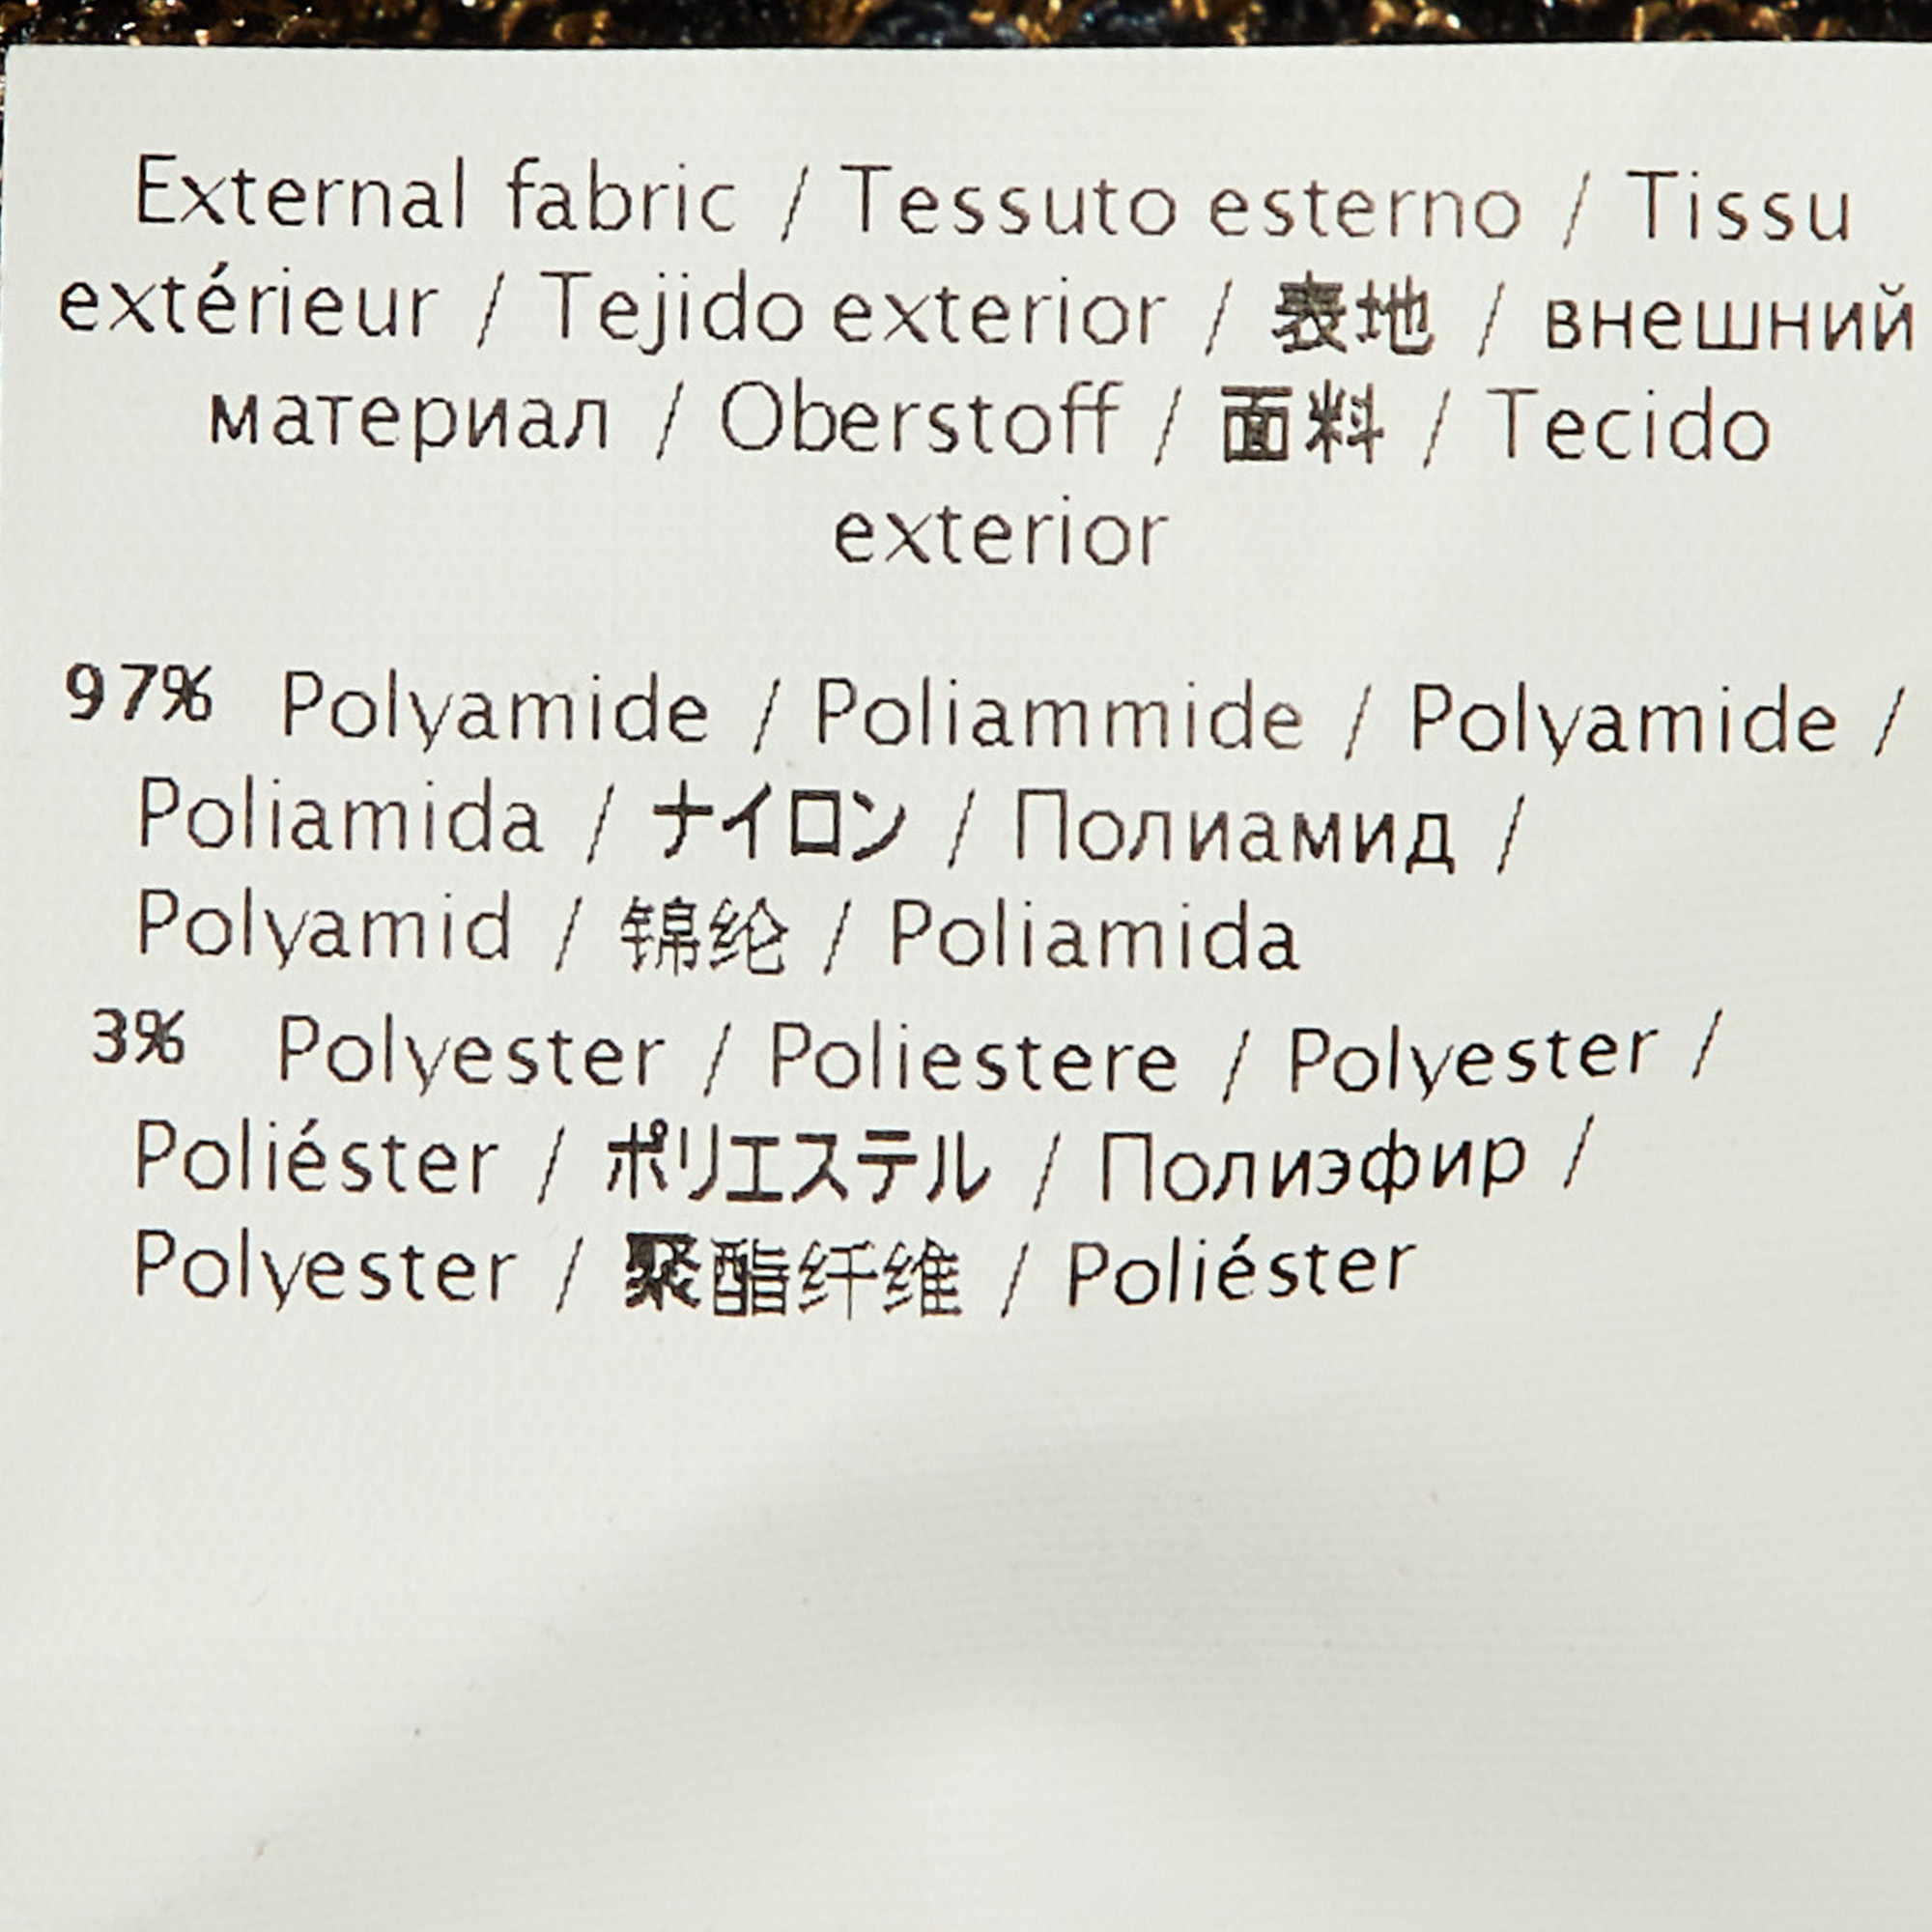 External fabric / Tessuto esterno / Tissu
extérieur / Tejido exterior / 表地 / внешний
материал / Oberstoff / 面料 / Tecido
exterior
97% Polyamide / Poliammide / Polyamide /
Poliamida / ナイロン / Полиамид /
Polyamid / 锦纶 / Poliamida
3% Polyester / Poliestere / Polyester /
Poliéster / ポリエステル / Полиэфир /
Polyester / 聚酯纤维 / Poliéster